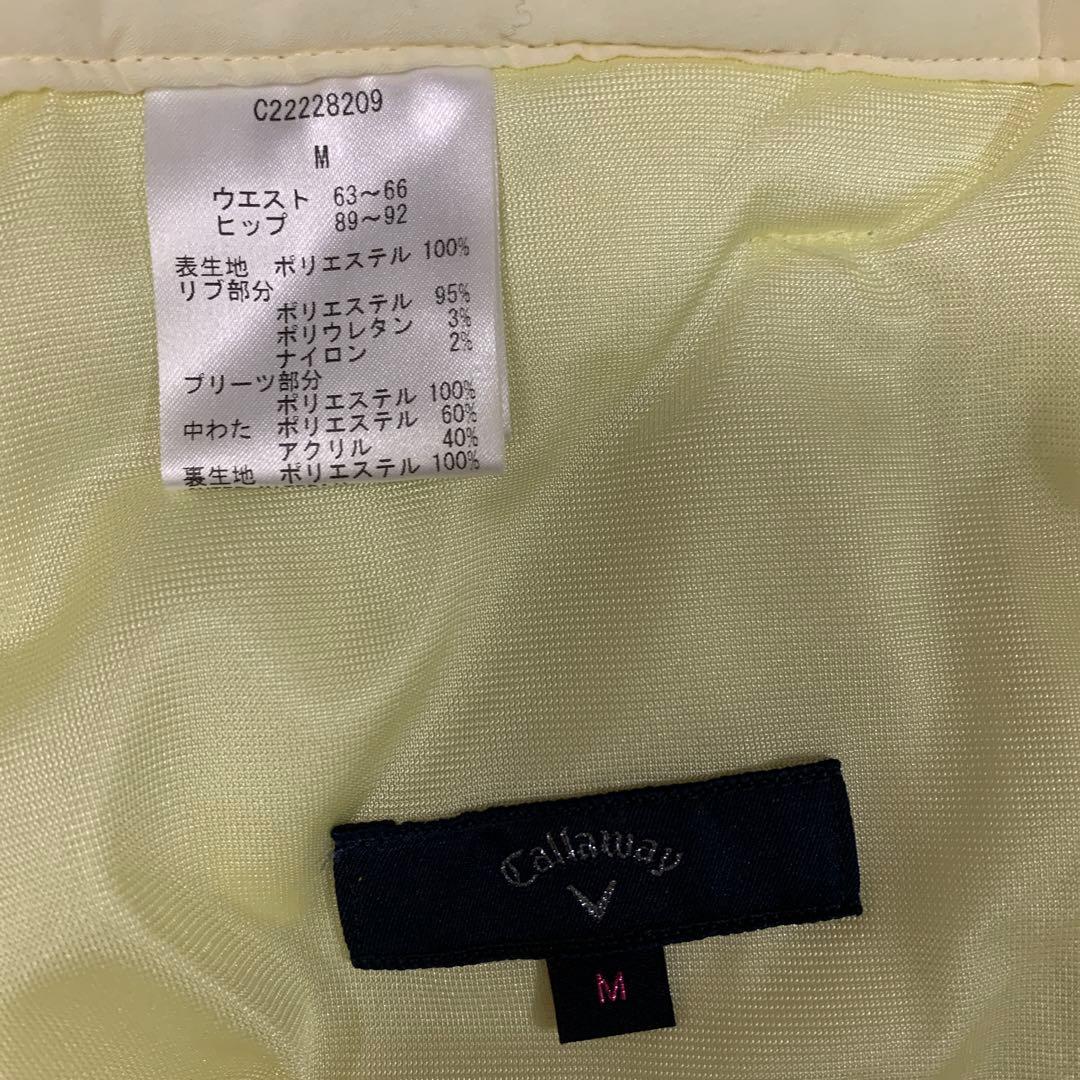 C22228209
M
ウエスト 63～66
ヒップ 89～92
表生地 ポリエステル 100%
リブ部分
ポリエステル 95%
ポリウレタン 3%
ナイロン 2%
プリーツ部分
ポリエステル 100%
中わた ポリエステル 60%
アクリル 40%
裏生地 ポリエステル 100%
Callaway
M